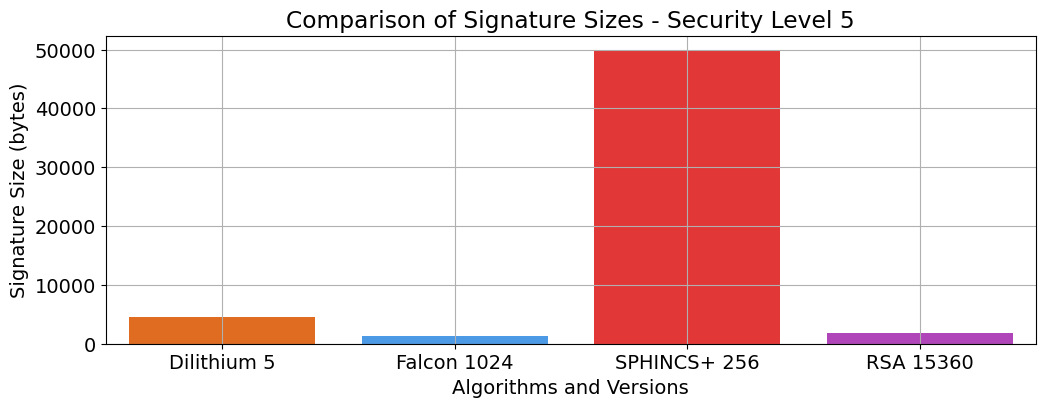 Comparison of Signature Sizes - Security Level 5
Signature Size (bytes)
50000
40000
30000
20000
10000
0
Dilithium 5
Falcon 1024
SPHINCS+ 256
RSA 15360
Algorithms and Versions